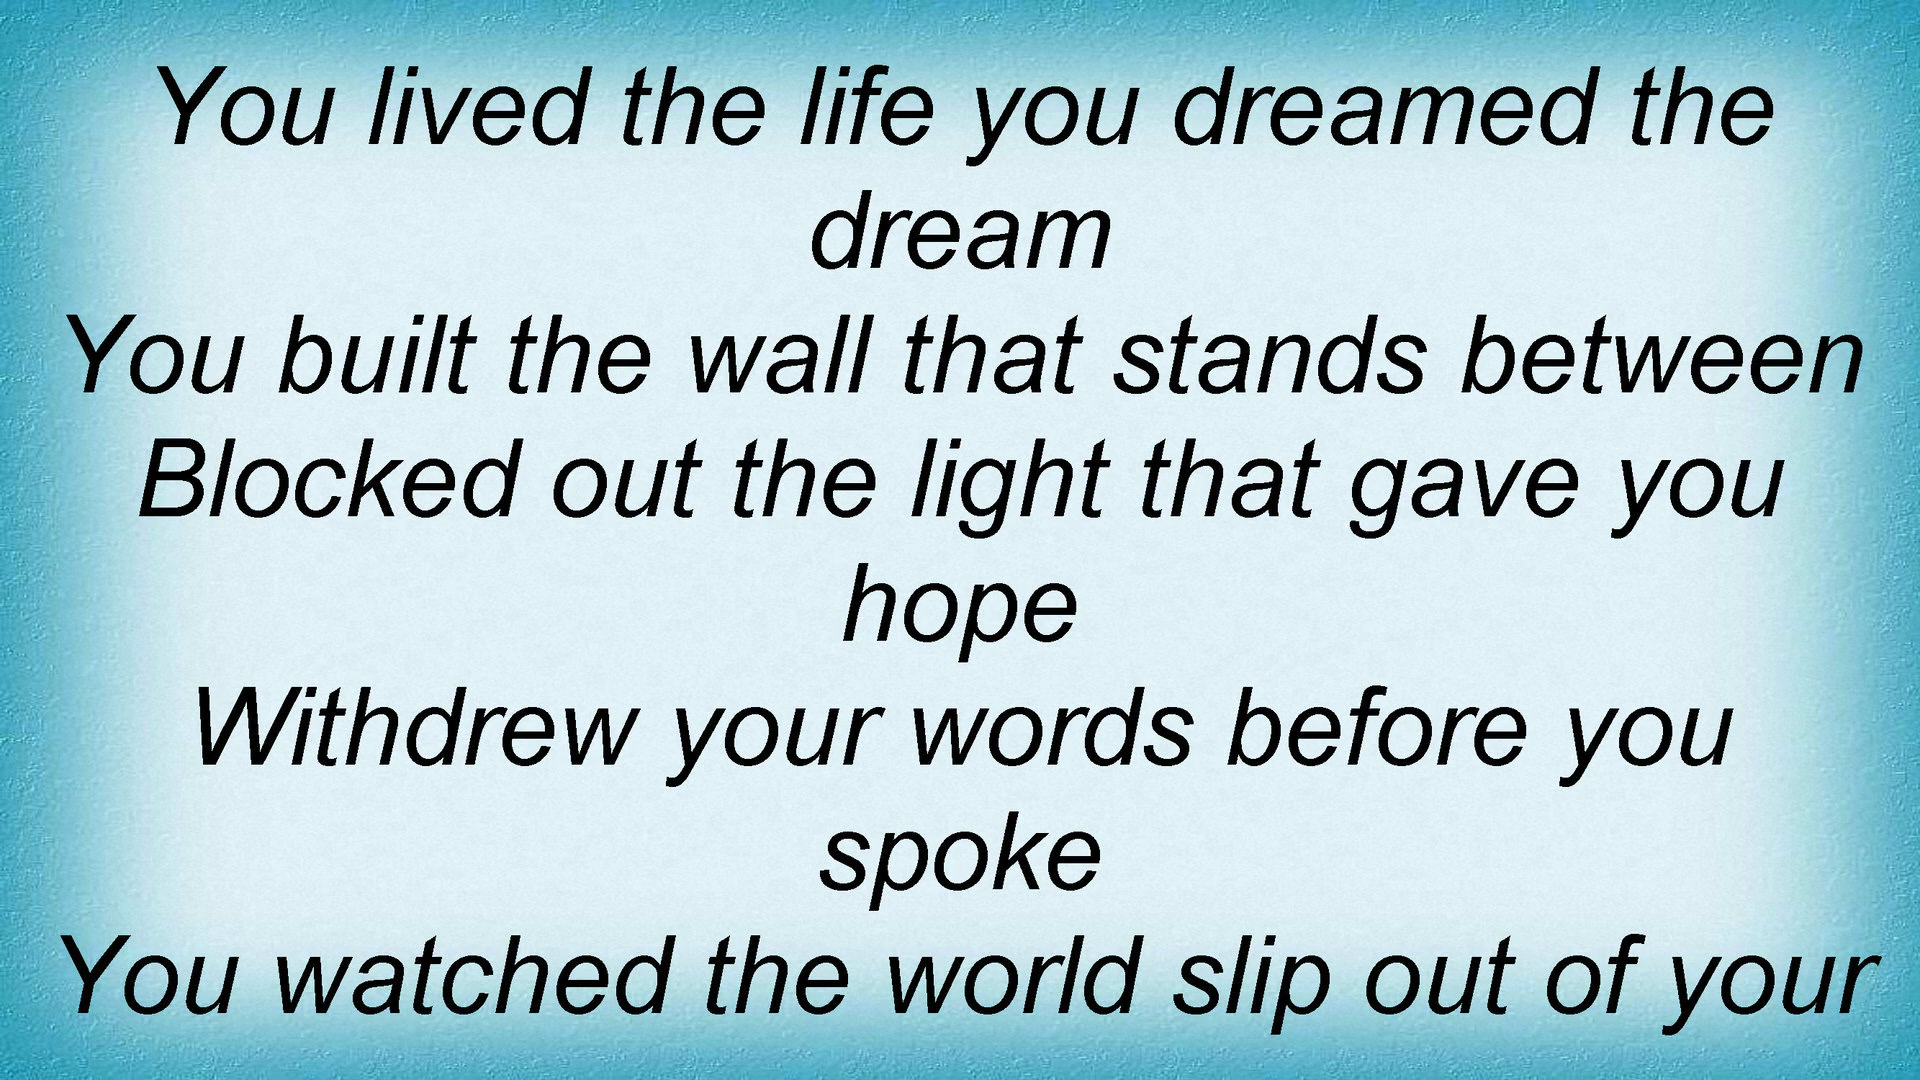 You lived the life you dreamed the
dream
You built the wall that stands between
Blocked out the light that gave you
hope
Withdrew your words before you
spoke
You watched the world slip out of your